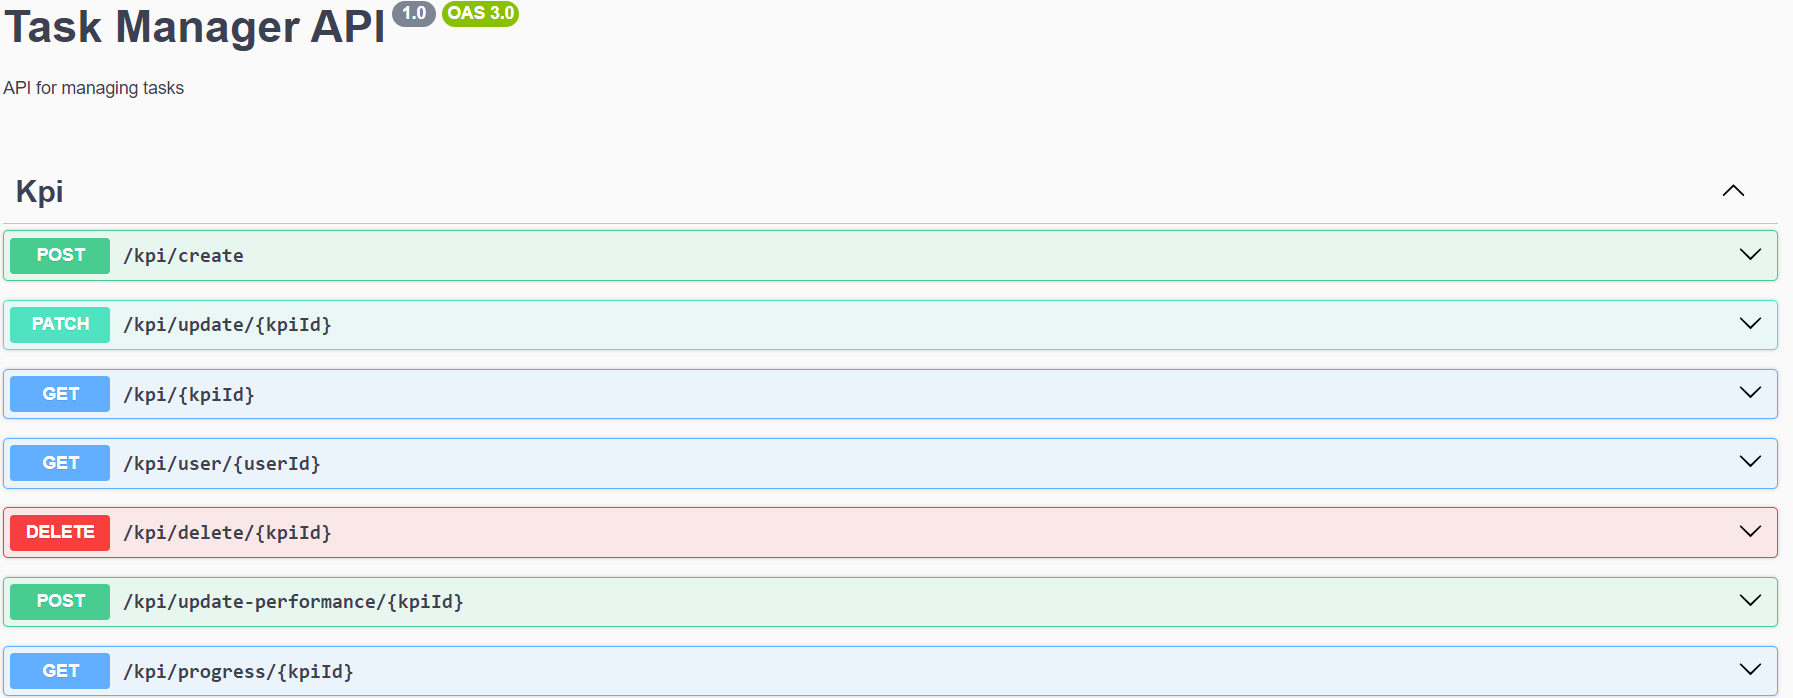 Task Manager API 1.0 OAS 3.0
API for managing tasks
Kpi
POST /kpi/create
PATCH /kpi/update/{kpiId}
GET /kpi/{kpiId}
GET /kpi/user/{userId}
DELETE /kpi/delete/{kpiId}
POST /kpi/update-performance/{kpiId}
GET /kpi/progress/{kpiId}